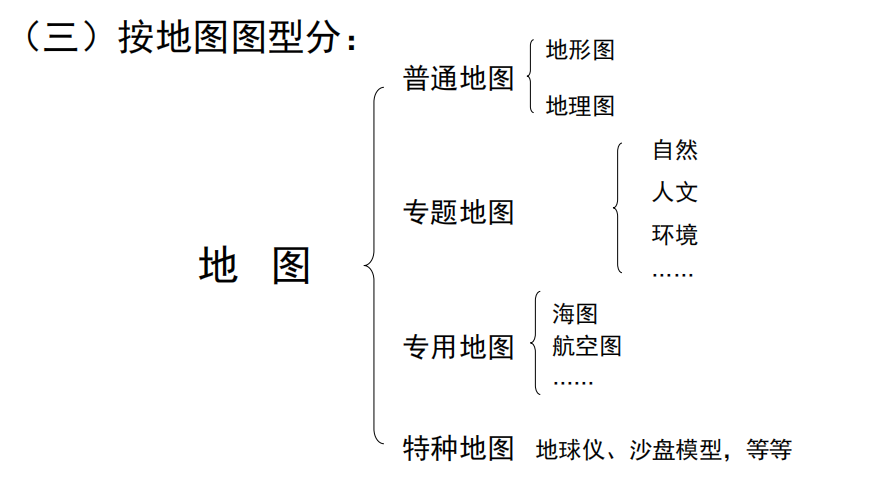 （三）按地图图型分：
普通地图
地形图
地理图
专题地图
自然
人文
环境
……
地 图
专用地图
海图
航空图
……
特种地图 地球仪、沙盘模型，等等